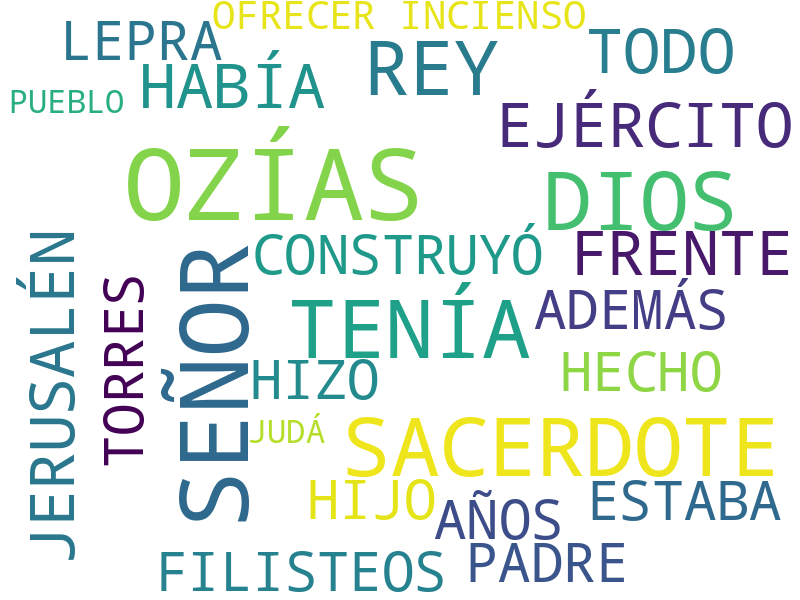 OFRECER INCIENSO
LEPRA
TODO
REY
HABÍA
PUEBLO
EJÉRCITO
OZÍAS
DIOS
JERUSALÉN
SEÑOR
CONSTRUYÓ
FRENTE
TORRES
TENÍA
ADEMÁS
HIZO
HECHO
JUDÁ
SACERDOTE
HIJO
AÑOS
ESTABA
FILISTEOS
PADRE